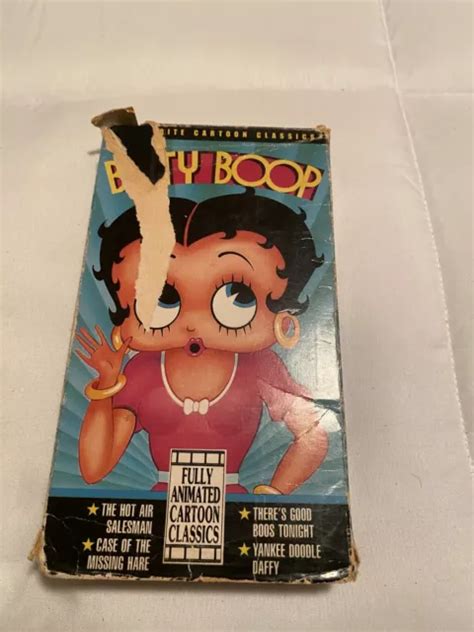 CARTOON CLASSICS
BOOP
FULLY
ANIMATED
CARTOON
CLASSICS
★ THE HOT AIR
SALESMAN
★ CASE OF THE
MISSING HARE
★ THERE'S GOOD
BOOS TONIGHT
★ YANKEE DOODLE
DAFFY